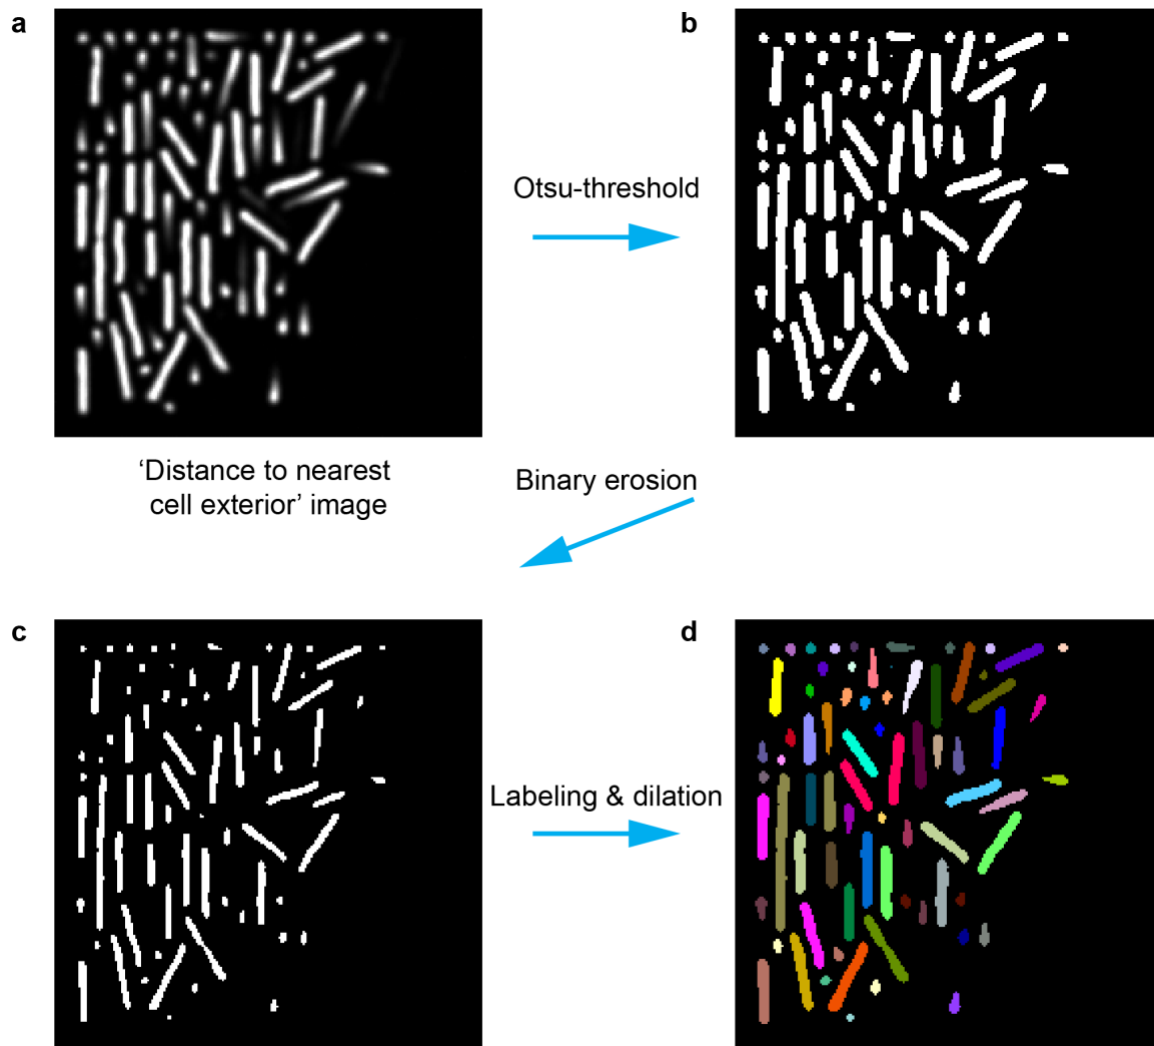 a
b
Otsu-threshold
‘Distance to nearest
cell exterior’ image
Binary erosion
c
d
Labeling & dilation